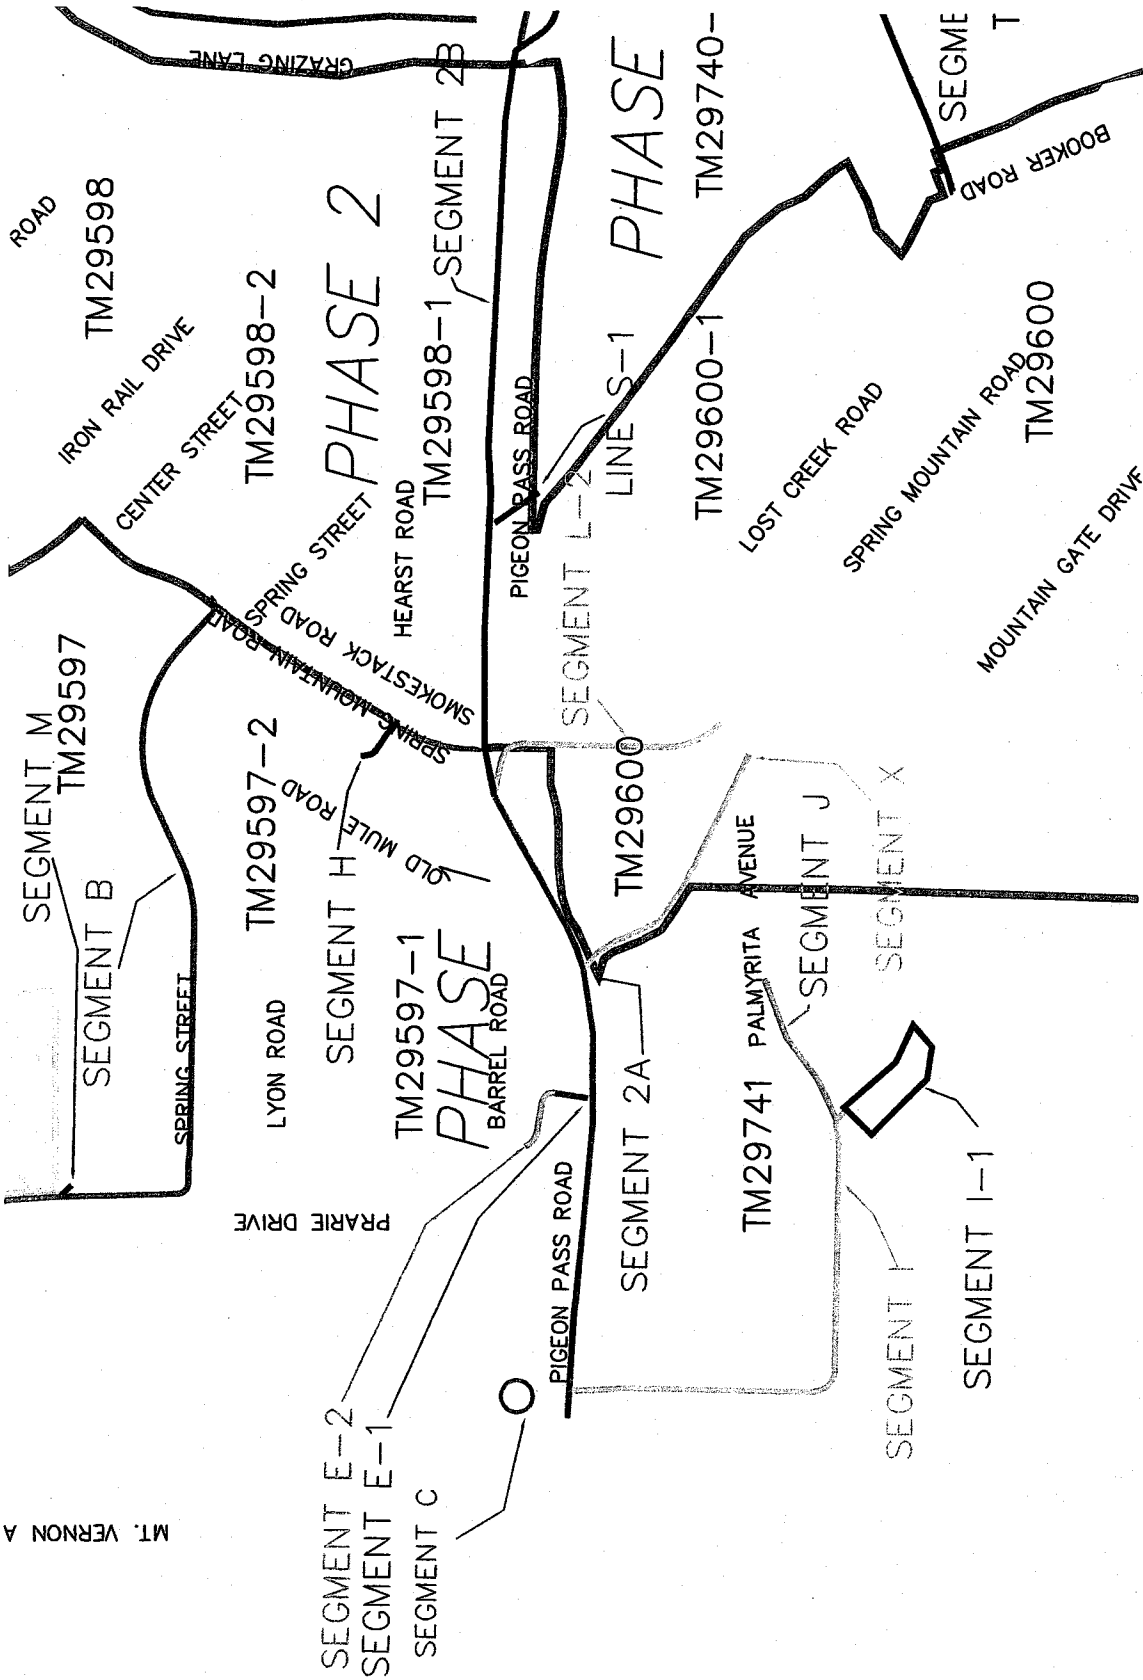 MT. VERNON A
SEGMENT M
SEGMENT B
TM29597
ROAD
TM29598
GRAZING LANE
IRON RAIL DRIVE
CENTER STREET
TM29598-2
PHASE 2
SPRING STREET
SPRING STREET
LYON ROAD
TM29597-2
SPRING MOUNTAIN ROAD
SMOKESTACK ROAD
OLD MULE ROAD
PRARIE DRIVE
SEGMENT H
HEARST ROAD
TM29598-1
SEGMENT 2B
TM29597-1
PHASE 1
BARREL ROAD
SEGMENT E-2
SEGMENT E-1
SEGMENT C
PIGEON PASS ROAD
PIGEON PASS ROAD
SEGMENT L-2
LINE S-1
PHASE
TM29740-
SEGMENT 2A
TM29600
TM29600-1
TM29741
PALMYRITA AVENUE
SEGMENT J
SEGMENT X
SEGMENT I
SEGMENT I-1
LOST CREEK ROAD
SPRING MOUNTAIN ROAD
TM29600
MOUNTAIN GATE DRIVE
BOOKER ROAD
SEGME
T